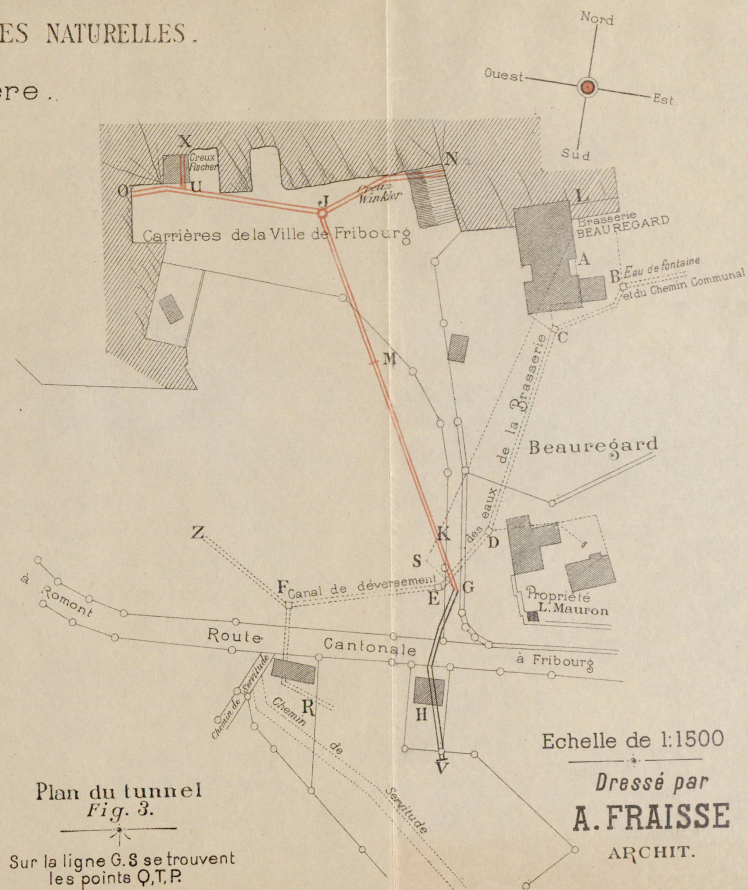 ES NATURELLES.
ère..
Nord
Ouest
Est
Sud
X
Creux
Fischer
N
O
U
J
Creux
Winkler
L
Brasserie
BEAUREGARD
Carrières de la Ville de Fribourg
A
B
Eau de fontaine
et du Chemin Communal
C
M
des eaux de la Brasserie
Beauregard
Z
K
D
S
F
Canal de déversement
E
G
Propriété
L. Mauron
à Romont
Route Cantonale
à Fribourg
Chemin de Servitude
R
H
Chemin de Servitude
V
Echelle de 1:1500
Dressé par
A. FRAISSE
ARCHIT.
Plan du tunnel
Fig. 3.
Sur la ligne G.S se trouvent
les points Q,T,P.